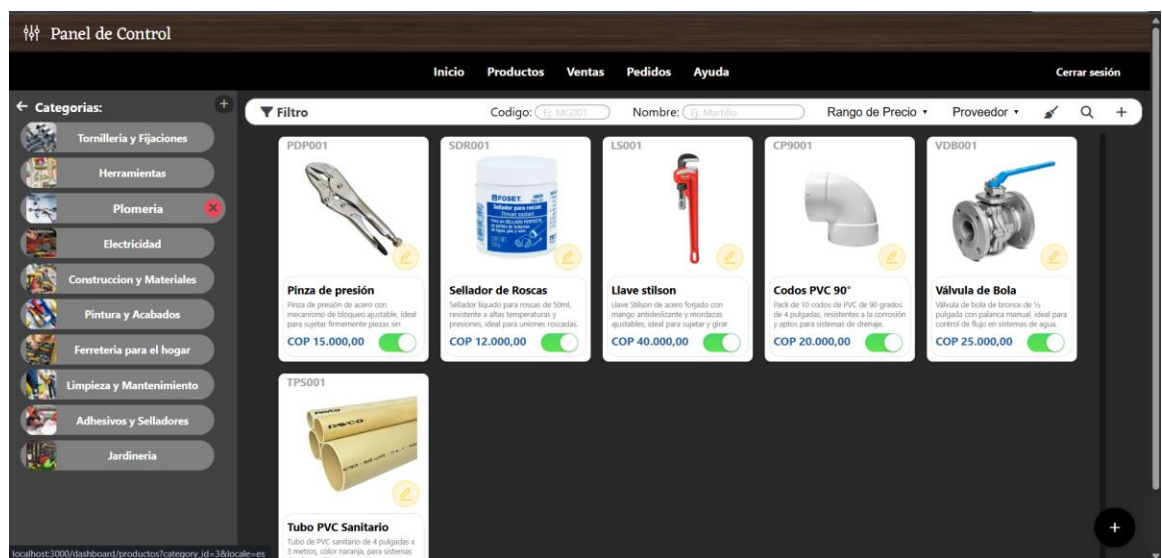 Panel de Control
Inicio Productos Ventas Pedidos Ayuda Cerrar sesión
Categorias: +
Tornilleria y Fijaciones
Herramientas
Plomeria
Electricidad
Construccion y Materiales
Pintura y Acabados
Ferreteria para el hogar
Limpieza y Mantenimiento
Adhesivos y Selladores
Jardineria
Filtro Codigo: Ej: MG001 Nombre: Ej: Martillo Rango de Precio Proveedor +
PDP001
Pinza de presión
Pinza de presión de acero con
mecanismo de bloqueo ajustable, ideal
para sujetar firmemente piezas sin
COP 15.000,00
SDR001
FOSET
Sellador para roscas
Thread sealant
Sellador de Roscas
Sellador líquido para roscas de 50ml,
resistente a altas temperaturas y
presiones, ideal para uniones roscadas.
COP 12.000,00
LS001
Llave stilson
Llave Stilson de acero forjado con
mango antideslizante y mordazas
ajustables, ideal para sujetar y girar
COP 40.000,00
CP9001
Codos PVC 90°
Pack de 10 codos de PVC de 90 grados
de 4 pulgadas, resistentes a la corrosión
y aptos para sistemas de drenaje.
COP 20.000,00
VDB001
Válvula de Bola
Válvula de bola de bronce de ½
pulgada con palanca manual, ideal para
control de flujo en sistemas de agua.
COP 25.000,00
TPS001
PAVCO
Tubo PVC Sanitario
Tubo de PVC sanitario de 4 pulgadas x
3 metros, color naranja, para sistemas
+
localhost:3000/dashboard/productos?category_id=3&locale=es